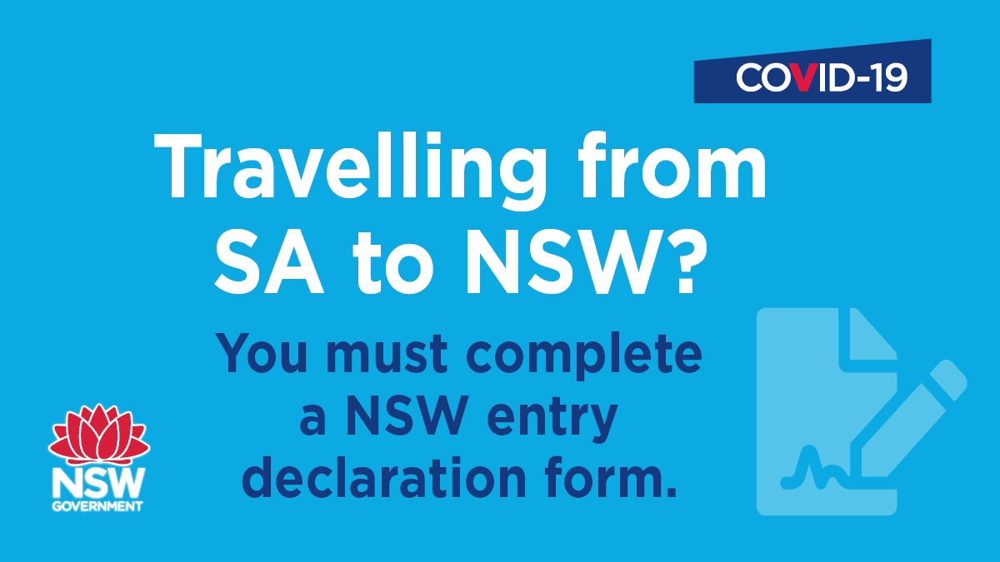 COVID-19
Travelling from
SA to NSW?
You must complete
a NSW entry
declaration form.
NSW
GOVERNMENT